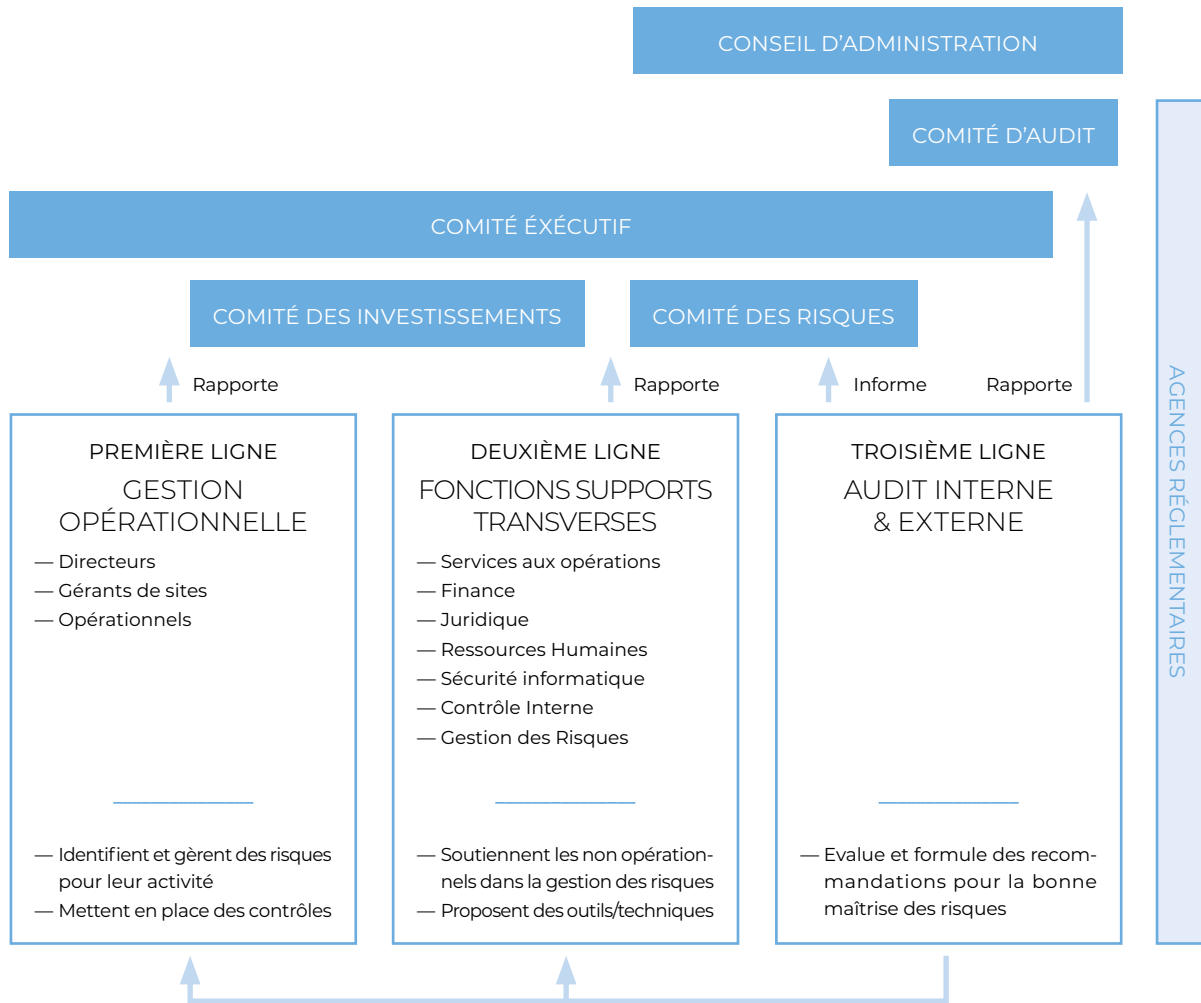 CONSEIL D'ADMINISTRATION
COMITÉ D'AUDIT
COMITÉ ÉXÉCUTIF
COMITÉ DES INVESTISSEMENTS
COMITÉ DES RISQUES
Rapporte
Rapporte
Informe
Rapporte
PREMIÈRE LIGNE
GESTION
OPÉRATIONNELLE
— Directeurs
— Gérants de sites
— Opérationnels
— Identifient et gèrent des risques
pour leur activité
— Mettent en place des contrôles
DEUXIÈME LIGNE
FONCTIONS SUPPORTS
TRANSVERSES
— Services aux opérations
— Finance
— Juridique
— Ressources Humaines
— Sécurité informatique
— Contrôle Interne
— Gestion des Risques
— Soutiennent les non opération-
nels dans la gestion des risques
— Proposent des outils/techniques
TROISIÈME LIGNE
AUDIT INTERNE
& EXTERNE
— Evalue et formule des recom-
mandations pour la bonne
maîtrise des risques
AGENCES RÉGLEMENTAIRES